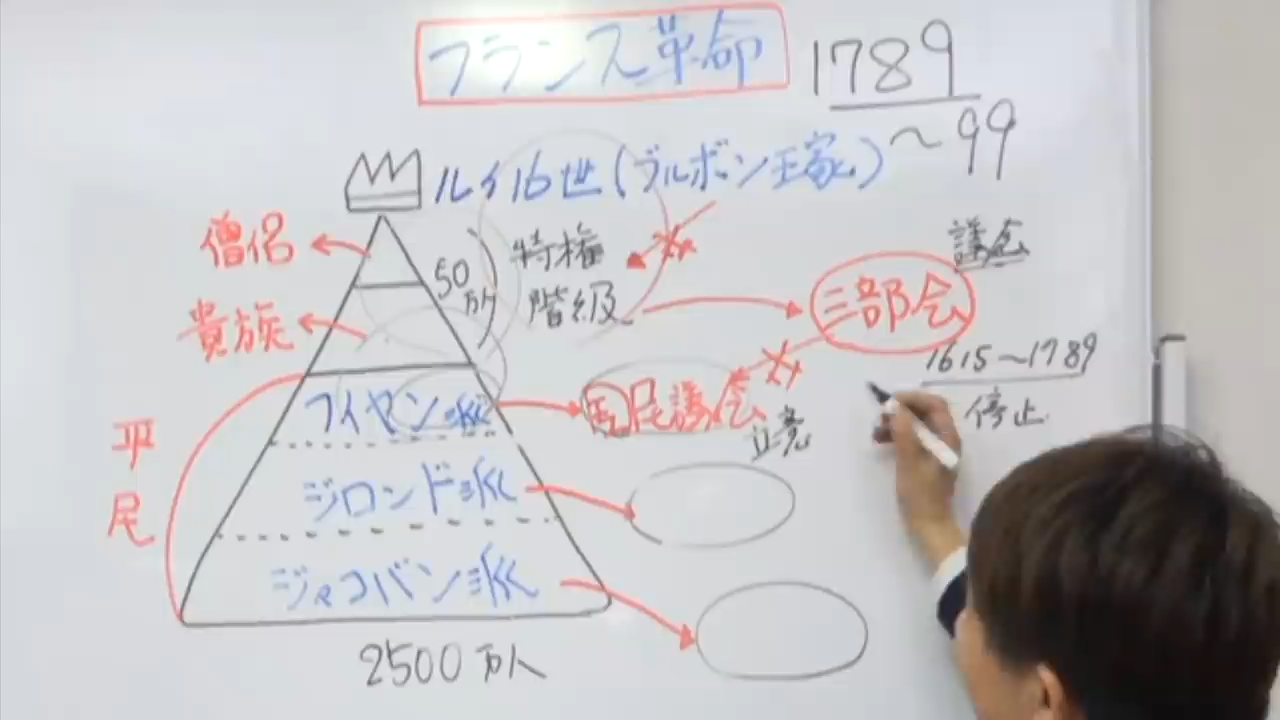 フランス革命
1789
～99
ルイ16世(ブルボン王家)
僧侶
貴族
50
万人
特権
階級
議会
三部会
1615～1789
停止
平
民
フイヤン派
国民議会
立憲
ジロンド派
ジャコバン派
2500万人